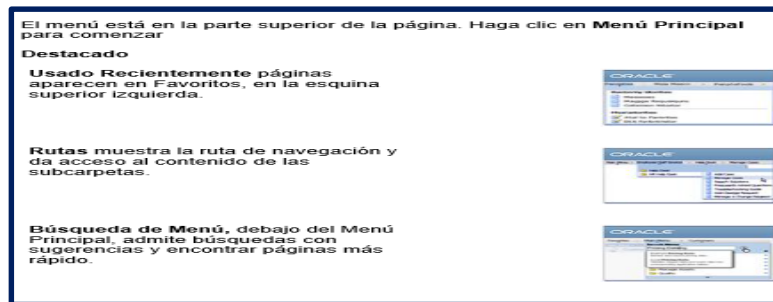 El menú está en la parte superior de la página. Haga clic en Menú Principal
para comenzar
Destacado
Usado Recientemente páginas
aparecen en Favoritos, en la esquina
superior izquierda.
ORACLE
Rutas muestra la ruta de navegación y
da acceso al contenido de las
subcarpetas.
ORACLE
Búsqueda de Menú, debajo del Menú
Principal, admite búsquedas con
sugerencias y encontrar páginas más
rápido.
ORACLE